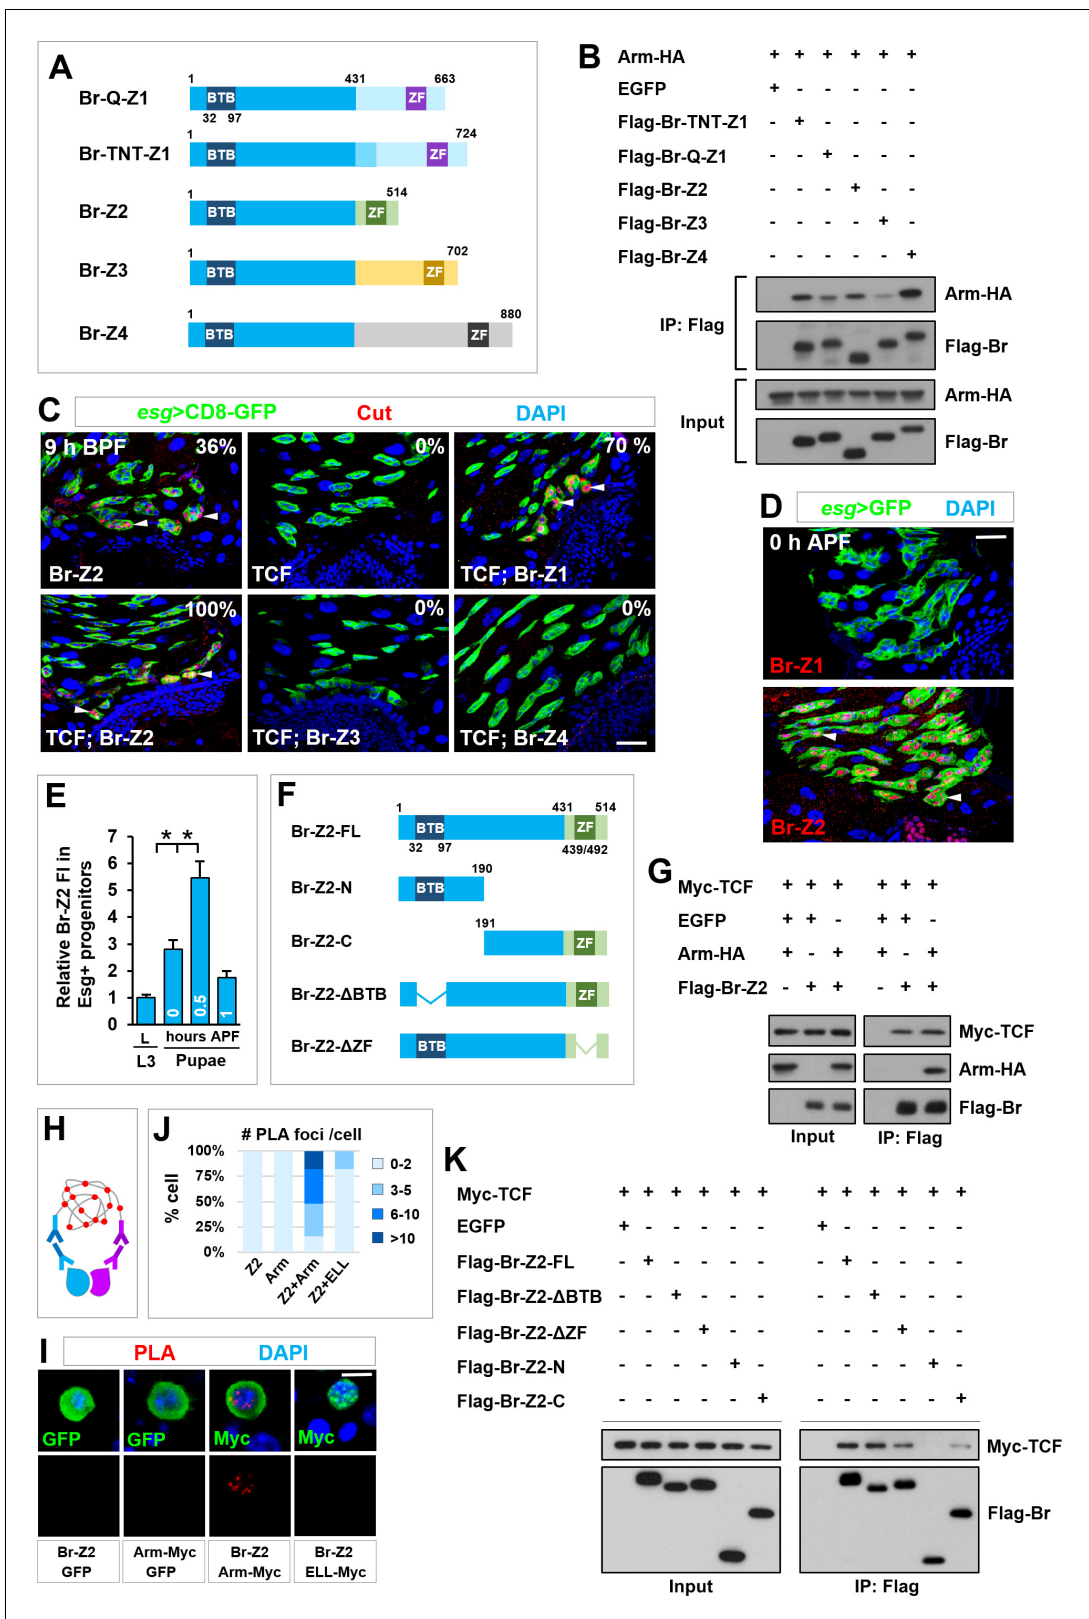 A
1 431 663
Br-Q-Z1 BTB ZF
32 97
1 724
Br-TNT-Z1 BTB ZF
1 514
Br-Z2 BTB ZF
1 702
Br-Z3 BTB ZF
1 880
Br-Z4 BTB ZF
B
Arm-HA + + + + + +
EGFP + - - - - -
Flag-Br-TNT-Z1 - + - - - -
Flag-Br-Q-Z1 - - + - - -
Flag-Br-Z2 - - - + - -
Flag-Br-Z3 - - - - + -
Flag-Br-Z4 - - - - - +
IP: Flag
Arm-HA
Flag-Br
Input
Arm-HA
Flag-Br
C
esg>CD8-GFP Cut DAPI
9 h BPF 36% 0% 70 %
Br-Z2 TCF TCF; Br-Z1
100% 0% 0%
TCF; Br-Z2 TCF; Br-Z3 TCF; Br-Z4
D
esg>GFP DAPI
0 h APF
Br-Z1
Br-Z2
E
Relative Br-Z2 FI in
Esg+ progenitors
7
6
5
4
3
2
1
0
* *
0 0.5 1
L hours APF
L3 Pupae
F
1 431 514
Br-Z2-FL BTB ZF
32 97 439/492
190
Br-Z2-N BTB
191
Br-Z2-C ZF
Br-Z2-ΔBTB ZF
Br-Z2-ΔZF BTB
G
Myc-TCF + + + + + +
EGFP + + - + + -
Arm-HA + - + + - +
Flag-Br-Z2 - + + - + +
Myc-TCF
Arm-HA
Flag-Br
Input IP: Flag
H
J
# PLA foci /cell
% cell
100%
75%
50%
25%
0%
Z2 Arm Z2+Arm Z2+ELL
0-2
3-5
6-10
>10
I
PLA DAPI
GFP GFP Myc Myc
Br-Z2 Arm-Myc Br-Z2 Br-Z2
GFP GFP Arm-Myc ELL-Myc
K
Myc-TCF + + + + + + + + + + + +
EGFP + - - - - - + - - - - -
Flag-Br-Z2-FL - + - - - - - + - - - -
Flag-Br-Z2-ΔBTB - - + - - - - - + - - -
Flag-Br-Z2-ΔZF - - - + - - - - - + - -
Flag-Br-Z2-N - - - - + - - - - - + -
Flag-Br-Z2-C - - - - - + - - - - - +
Myc-TCF
Flag-Br
Input IP: Flag